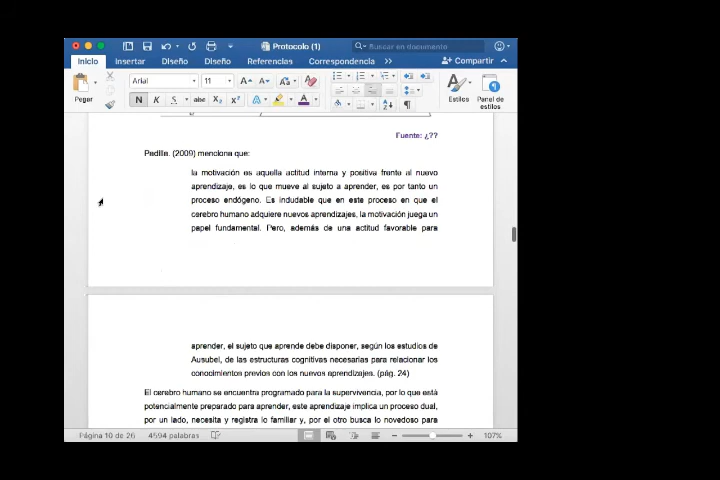 Protocolo (1)
Buscar en documento
Inicio Insertar Diseño Diseño Referencias Correspondencia >> Compartir
Pegar Arial 11 Estilos Panel de estilos
N K S abc X₂ X² A A
Fuente: ¿??
Padilla. (2009) menciona que:
la motivación es aquella actitud interna y positiva frente al nuevo
aprendizaje, es lo que mueve al sujeto a aprender, es por tanto un
proceso endógeno. Es indudable que en este proceso en que el
cerebro humano adquiere nuevos aprendizajes, la motivación juega un
papel fundamental. Pero, además de una actitud favorable para
aprender, el sujeto que aprende debe disponer, según los estudios de
Ausubel, de las estructuras cognitivas necesarias para relacionar los
conocimientos previos con los nuevos aprendizajes. (pág. 24)
El cerebro humano se encuentra programado para la supervivencia, por lo que está
potencialmente preparado para aprender, este aprendizaje implica un proceso dual,
por un lado, necesita y registra lo familiar y, por el otro busca lo novedoso para
Página 10 de 26 4594 palabras 107%